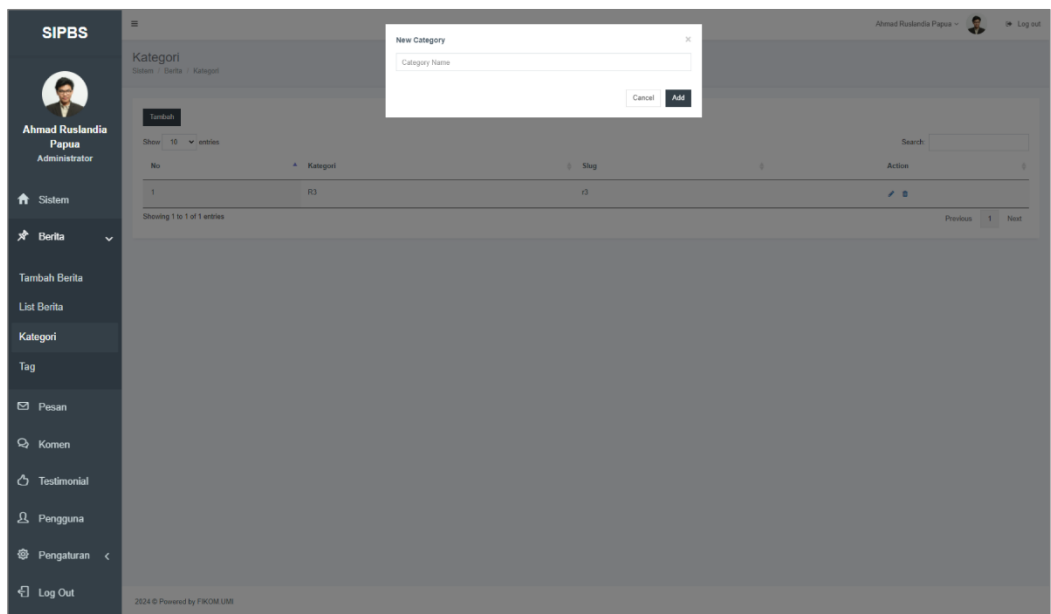 SIPBS
Ahmad Ruslandia
Papua
Administrator
Sistem
Berita
Tambah Berita
List Berita
Kategori
Tag
Pesan
Komen
Testimonial
Pengguna
Pengaturan
Log Out
Ahmad Ruslandia Papua
Log out
Kategori
Sistem / Berita / Kategori
New Category
Category Name
Cancel Add
Tambah
Show 10 entries
Search:
No Kategori Slug Action
1 R3 r3
Showing 1 to 1 of 1 entries
Previous 1 Next
2024 © Powered by FIKOM UMI